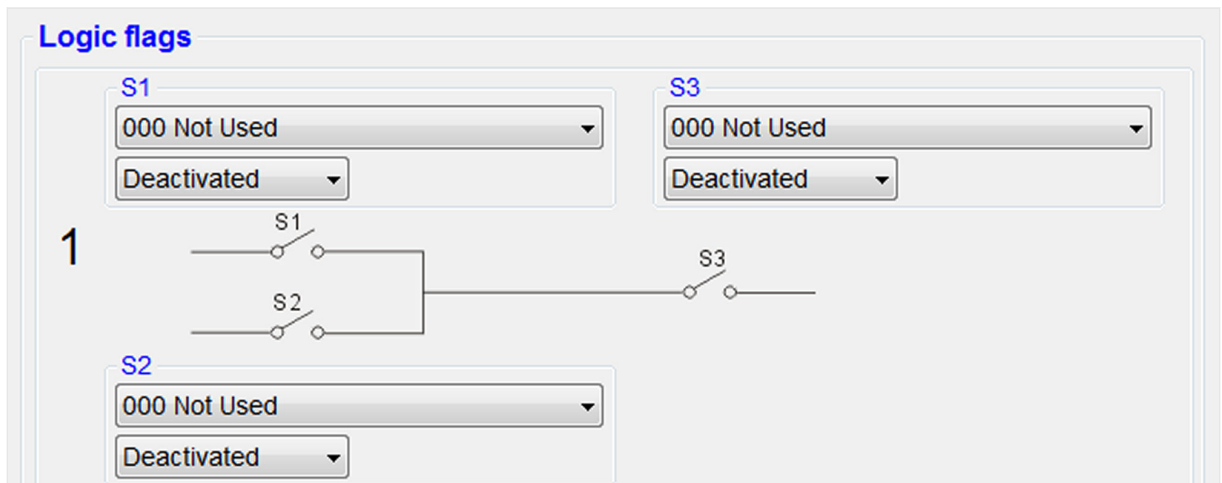 Logic flags
S1
000 Not Used
Deactivated
S3
000 Not Used
Deactivated
1
S1
S2
S3
S2
000 Not Used
Deactivated